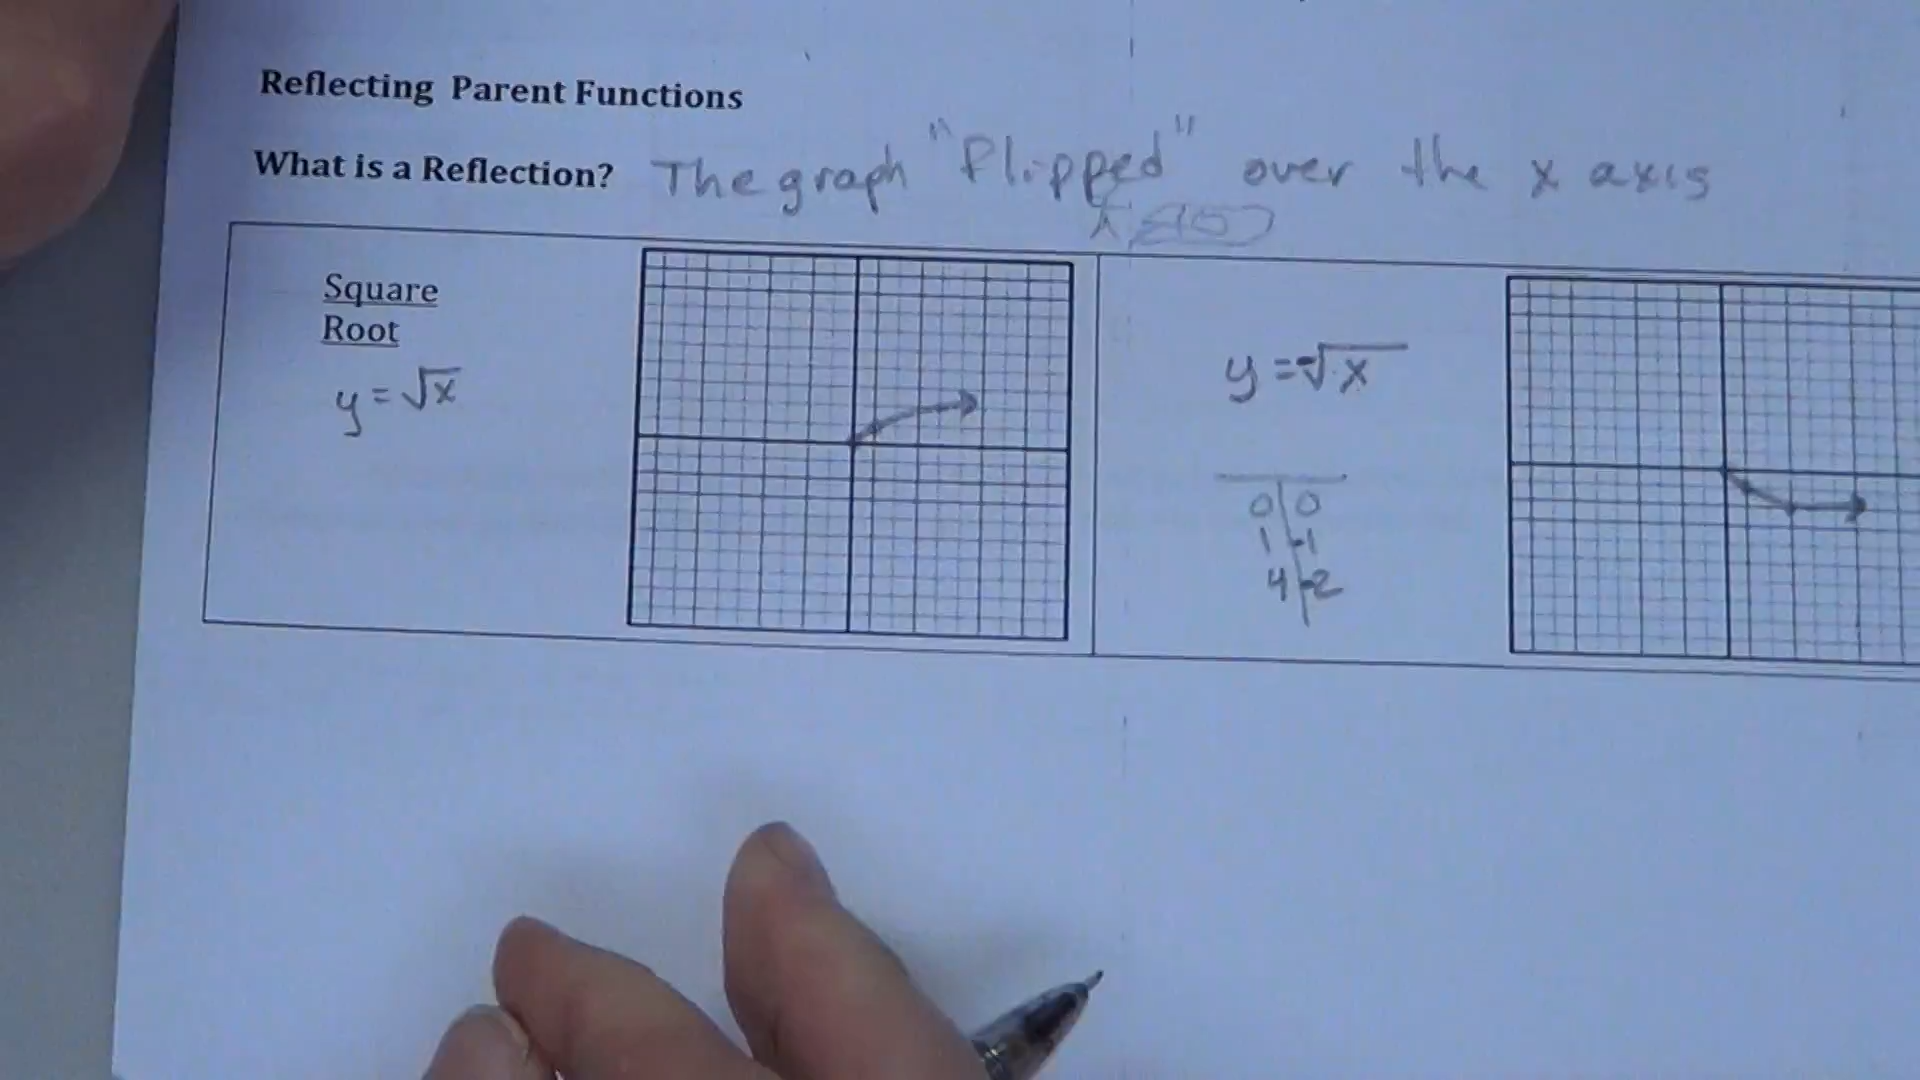 Reflecting Parent Functions
What is a Reflection? The graph "flipped" over the x axis
Square
Root
y = √x
y = -√x
0 0
1 -1
4 -2